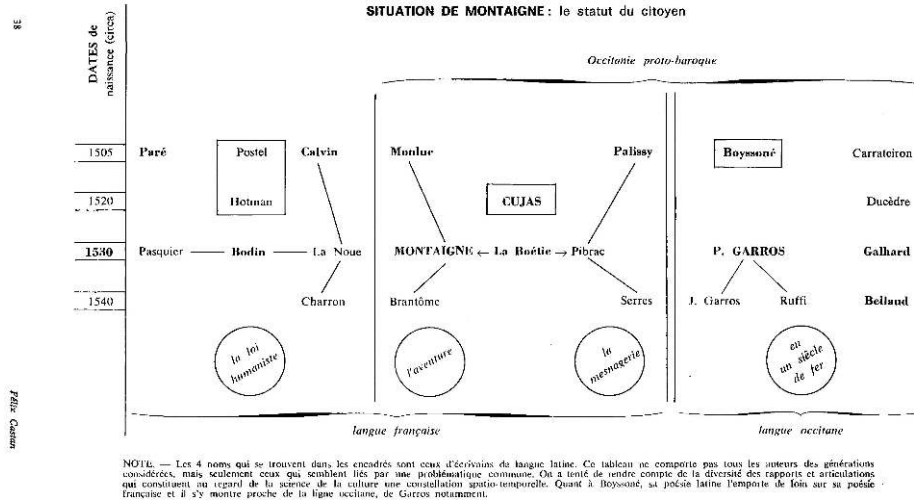 38
SITUATION DE MONTAIGNE : le statut du citoyen
DATES de
naissance (circa)
Occitanie proto-baroque
1505 Paré Postel Calvin Monluc Palissy Boyssoné Carrateiron
1520 Hotman CUJAS Ducèdre
1530 Pasquier — Bodin — La Noue MONTAIGNE ← La Boétie → Pibrac P. GARROS Galhard
1540 Charron Brantôme Serres J. Garros Ruffi Bellaud
la loi
humaniste
l'aventure
la
mesnagerie
en
un siècle
de fer
Félix Castan
langue française langue occitane
NOTE. — Les 4 noms qui se trouvent dans les encadrés sont ceux d'écrivains de langue latine. Ce tableau ne comporte pas tous les auteurs des générations
considérées, mais seulement ceux qui semblent liés par une problématique commune. On a tenté de rendre compte de la diversité des rapports et articulations
qui constituent au regard de la science de la culture une constellation spatio-temporelle. Quant à Boyssoné, sa poésie latine l'emporte de loin sur sa poésie
française et il s'y montre proche de la ligne occitane, de Garros notamment.